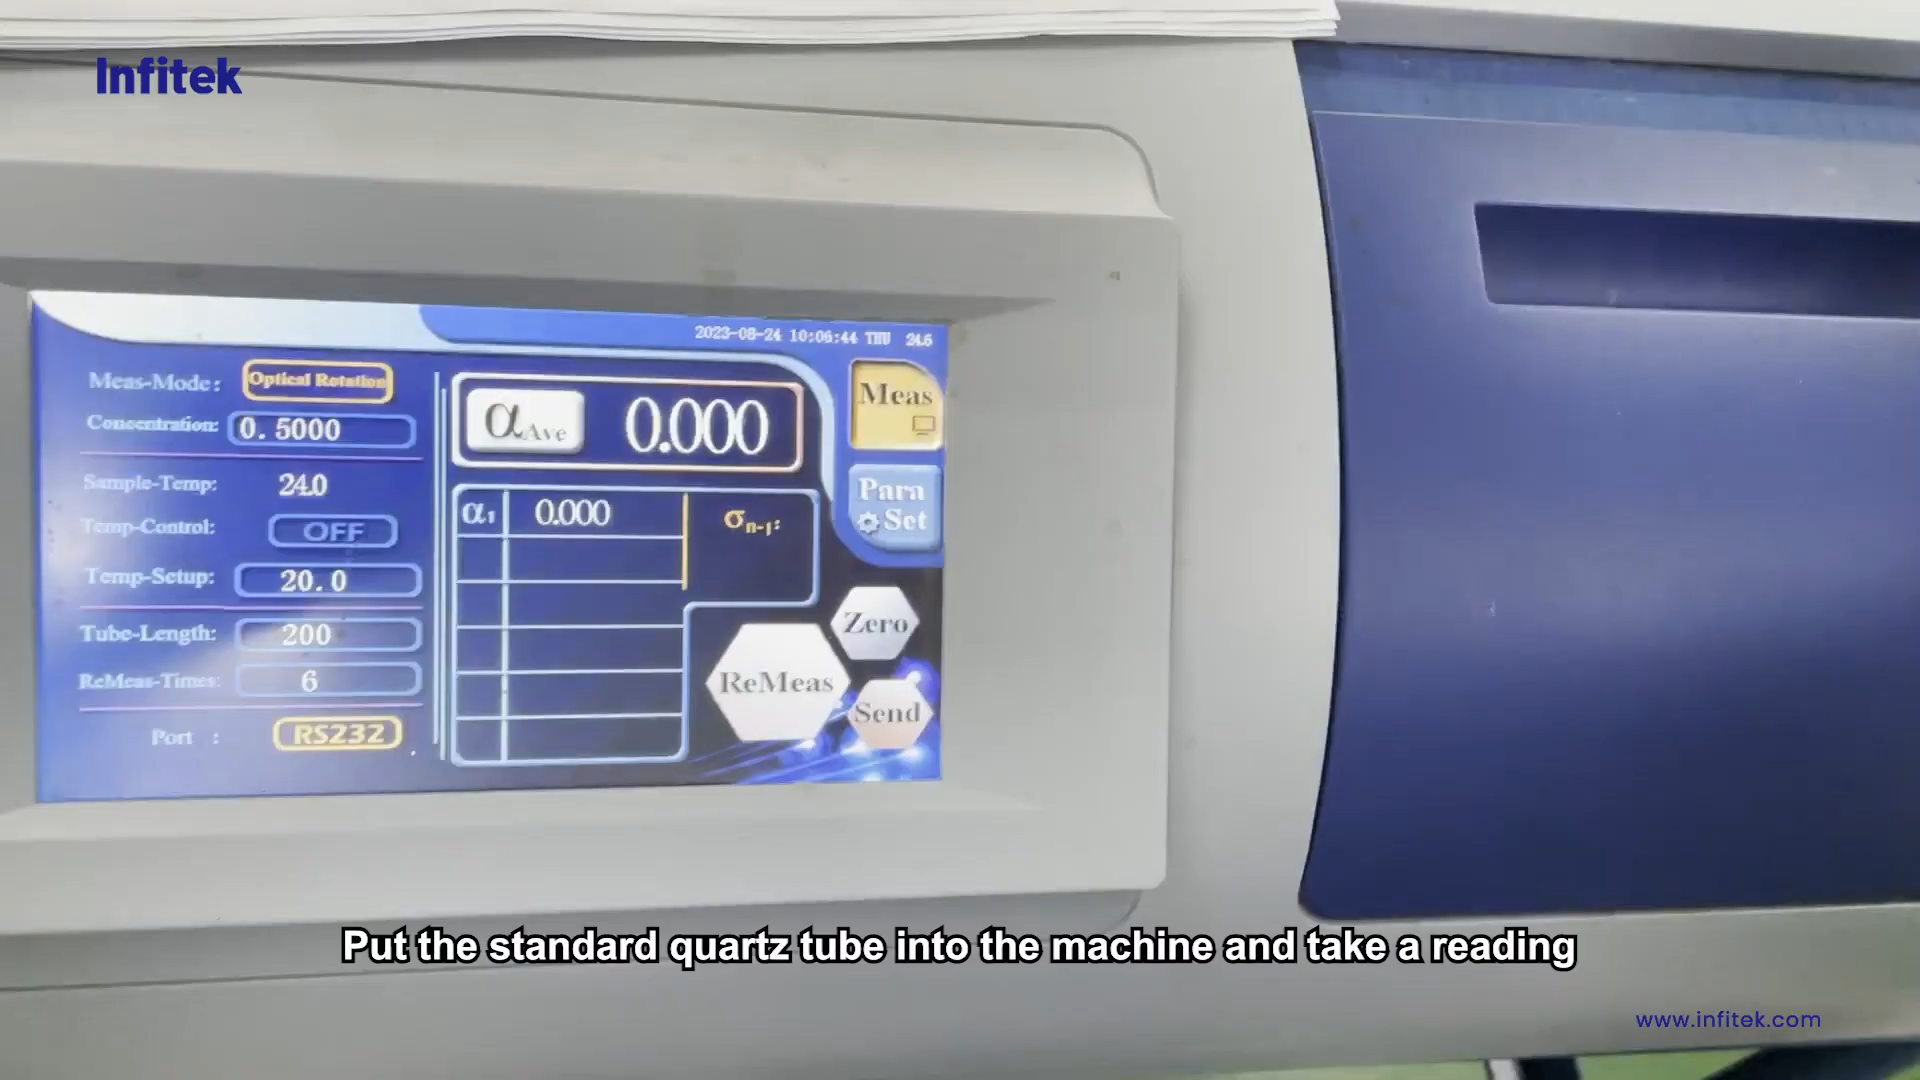 Infitek
2023-08-24 10:06:44 THU 24.6
Meas-Mode: Optical Rotation
Concentration: 0.5000
Sample-Temp: 24.0
Temp-Control: OFF
Temp-Setup: 20.0
Tube-Length: 200
ReMeas-Times: 6
Port : RS232
αAve 0.000
α1 0.000
σn-1:
Meas
Para
Set
Zero
ReMeas
Send
Put the standard quartz tube into the machine and take a reading
www.infitek.com